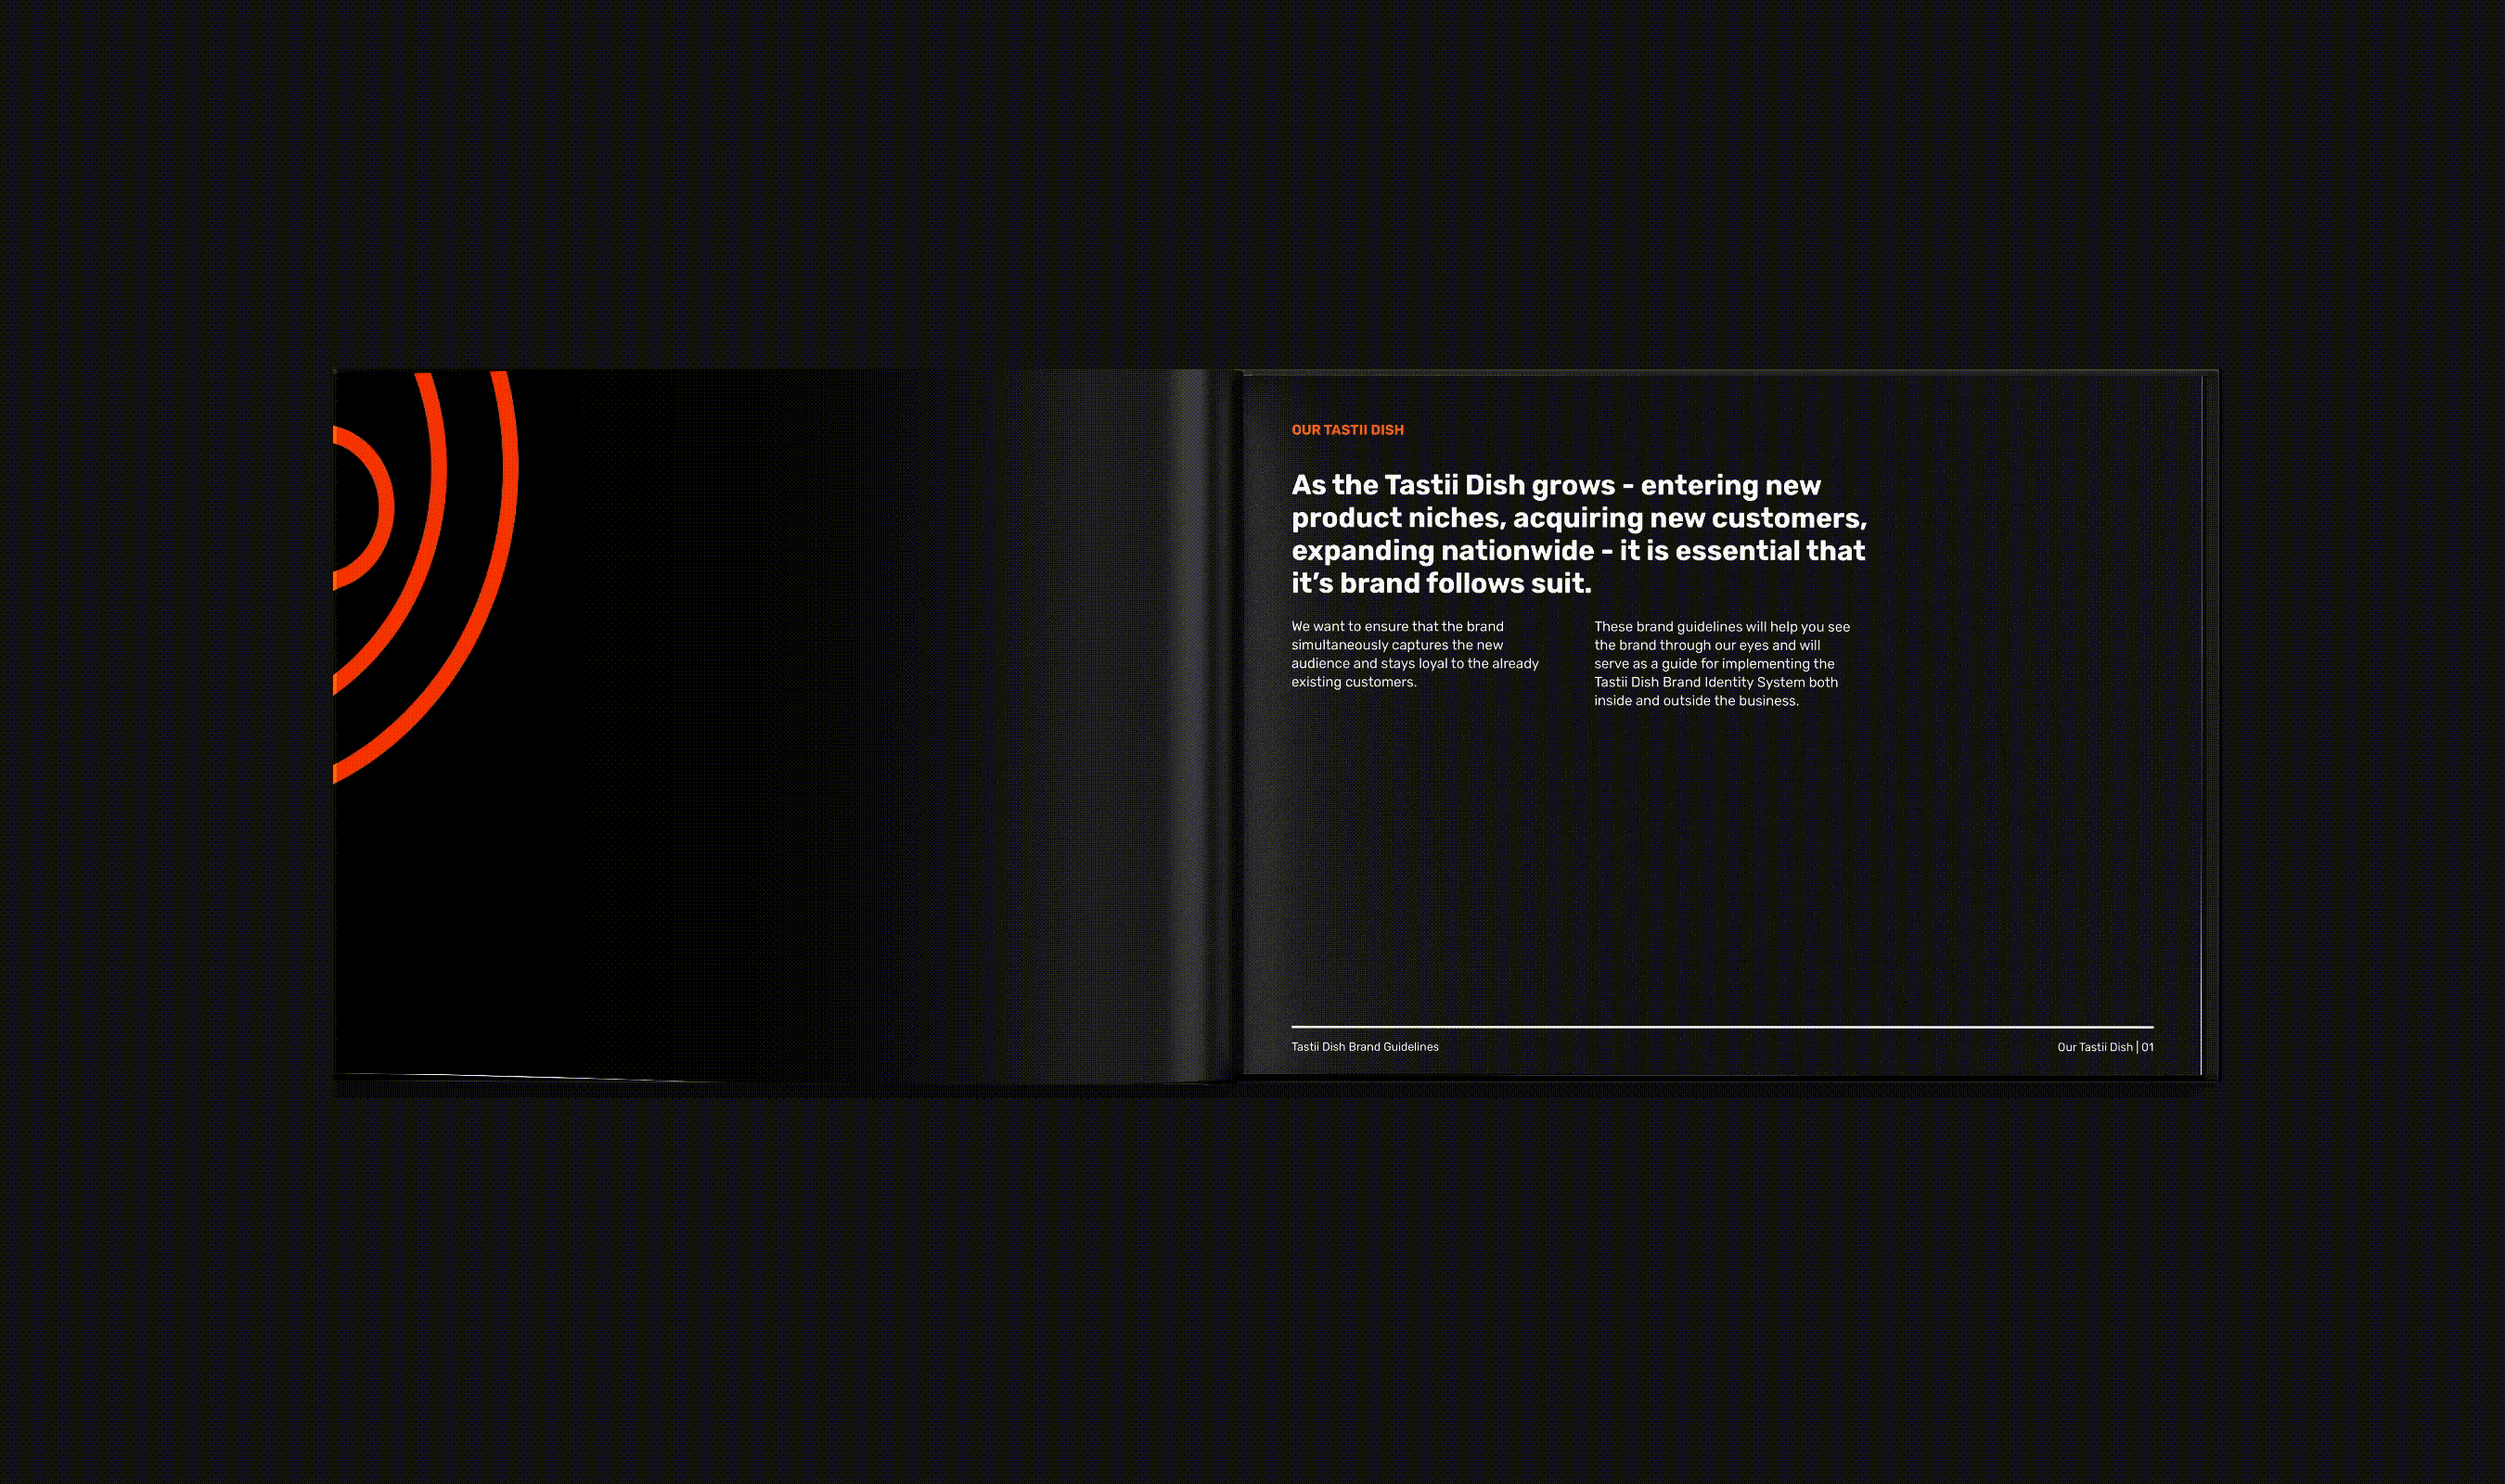 OUR TASTII DISH
As the Tastii Dish grows - entering new
product niches, acquiring new customers,
expanding nationwide - it is essential that
it’s brand follows suit.
We want to ensure that the brand
simultaneously captures the new
audience and stays loyal to the already
existing customers.
These brand guidelines will help you see
the brand through our eyes and will
serve as a guide for implementing the
Tastii Dish Brand Identity System both
inside and outside the business.
Tastii Dish Brand Guidelines
Our Tastii Dish | 01